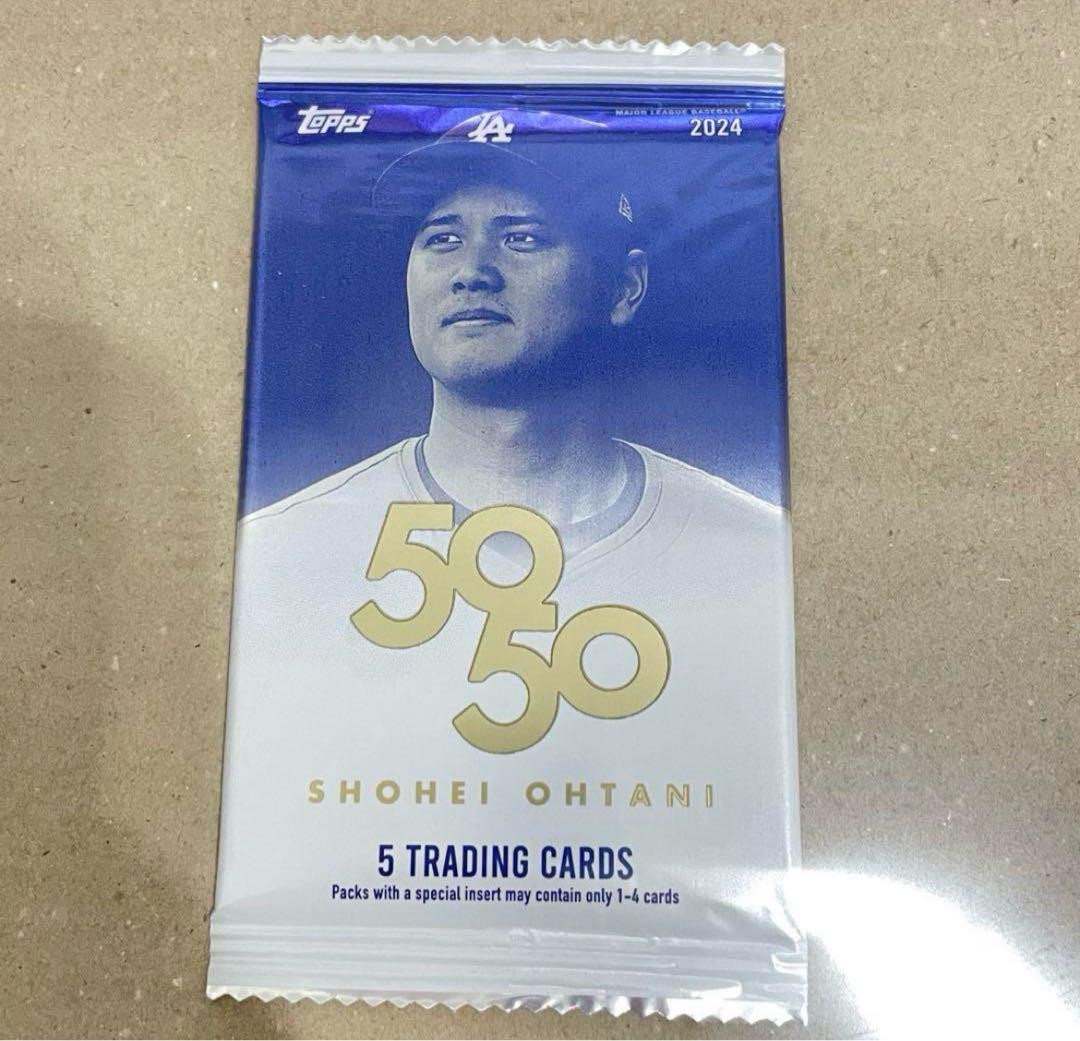 Topps
LA
MAJOR LEAGUE BASEBALL
2024
50
50
SHOHEI OHTANI
5 TRADING CARDS
Packs with a special insert may contain only 1-4 cards